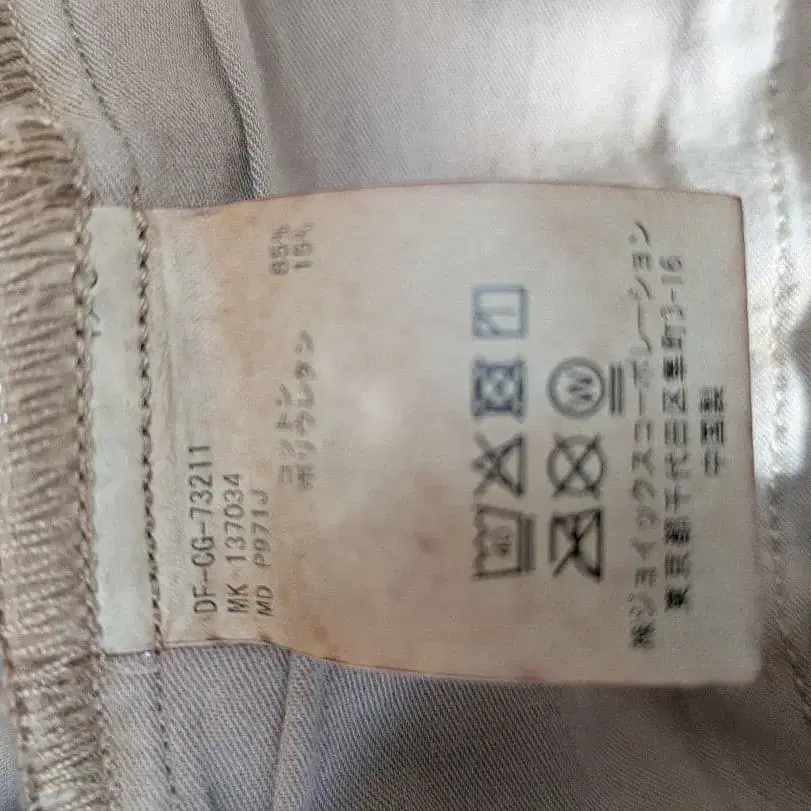 DF-CG-73211
MK 137034
MD P971J
コットン 85%
ポリウレタン 15%
40
W
㈱ジョイックスコーポレーション
東京都千代田区麹町3-16
中国製